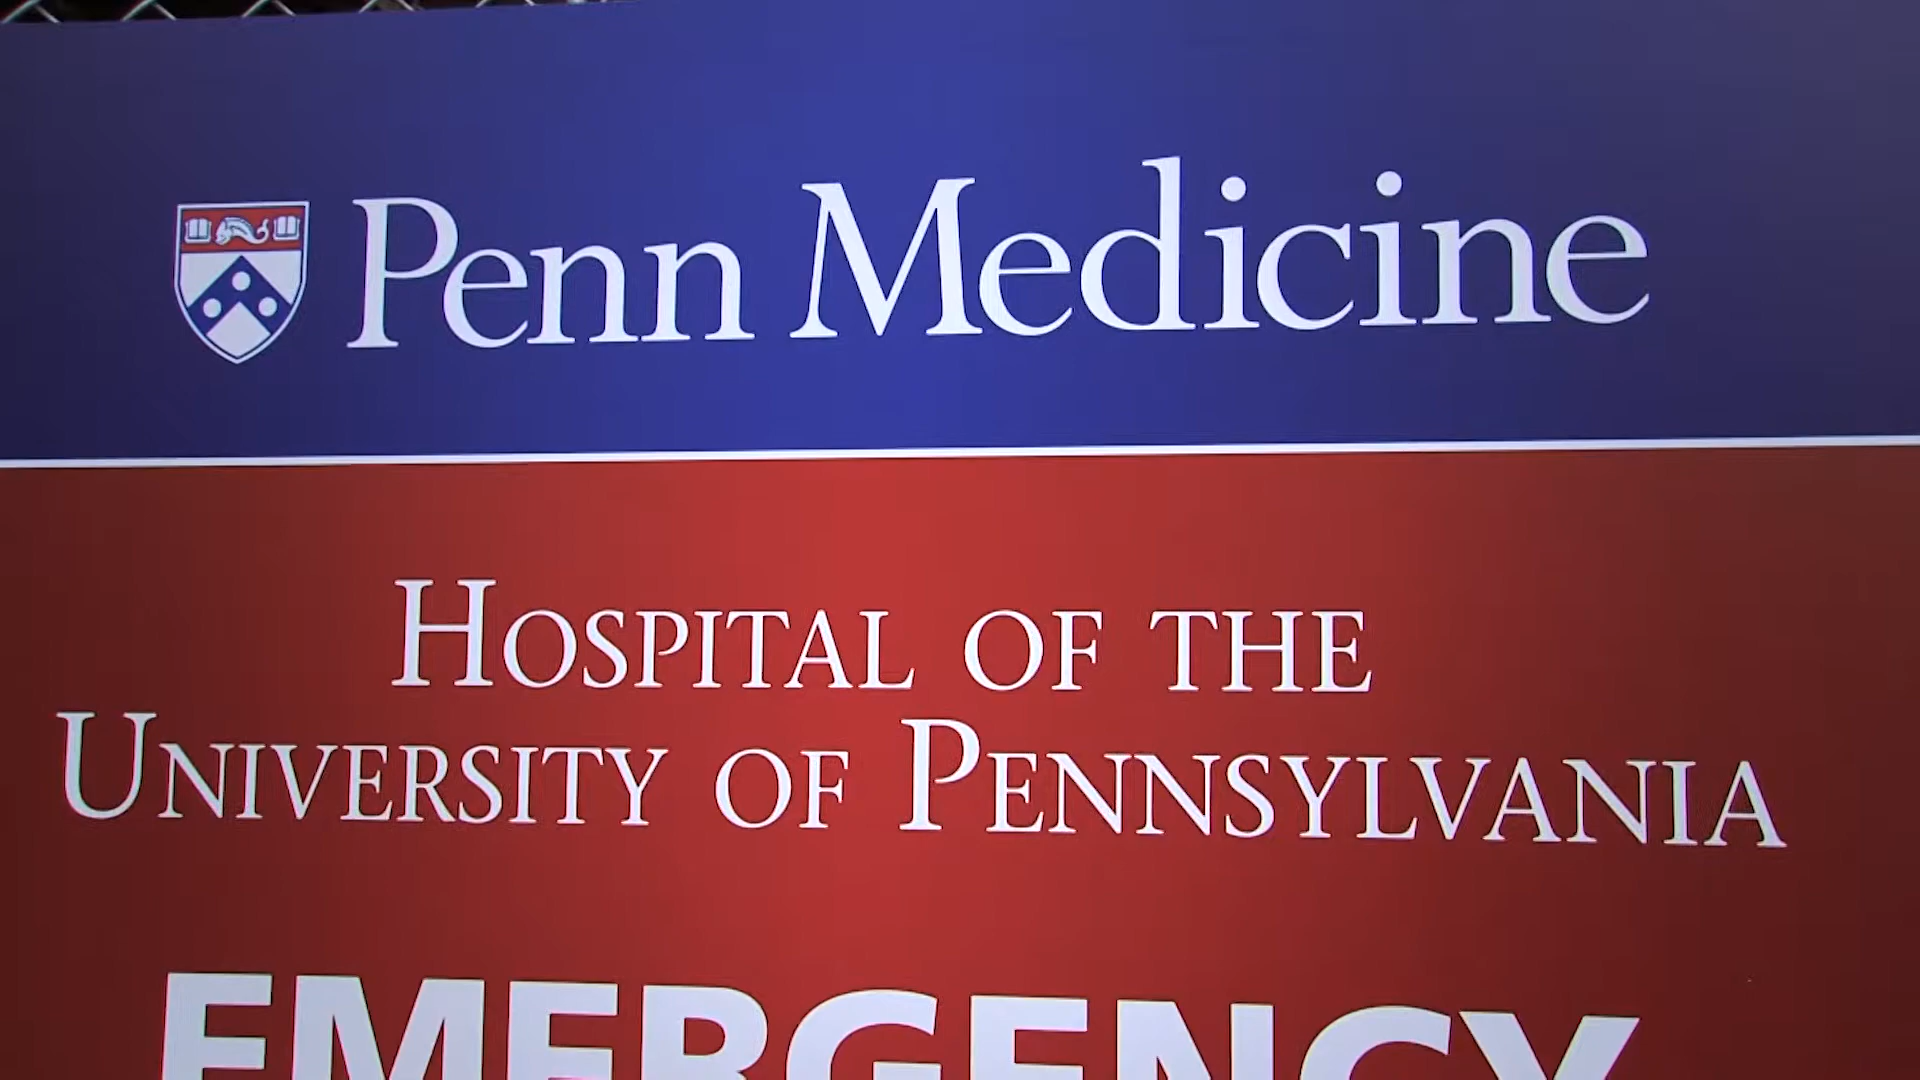 Penn Medicine
HOSPITAL OF THE
UNIVERSITY OF PENNSYLVANIA
EMERGENCY